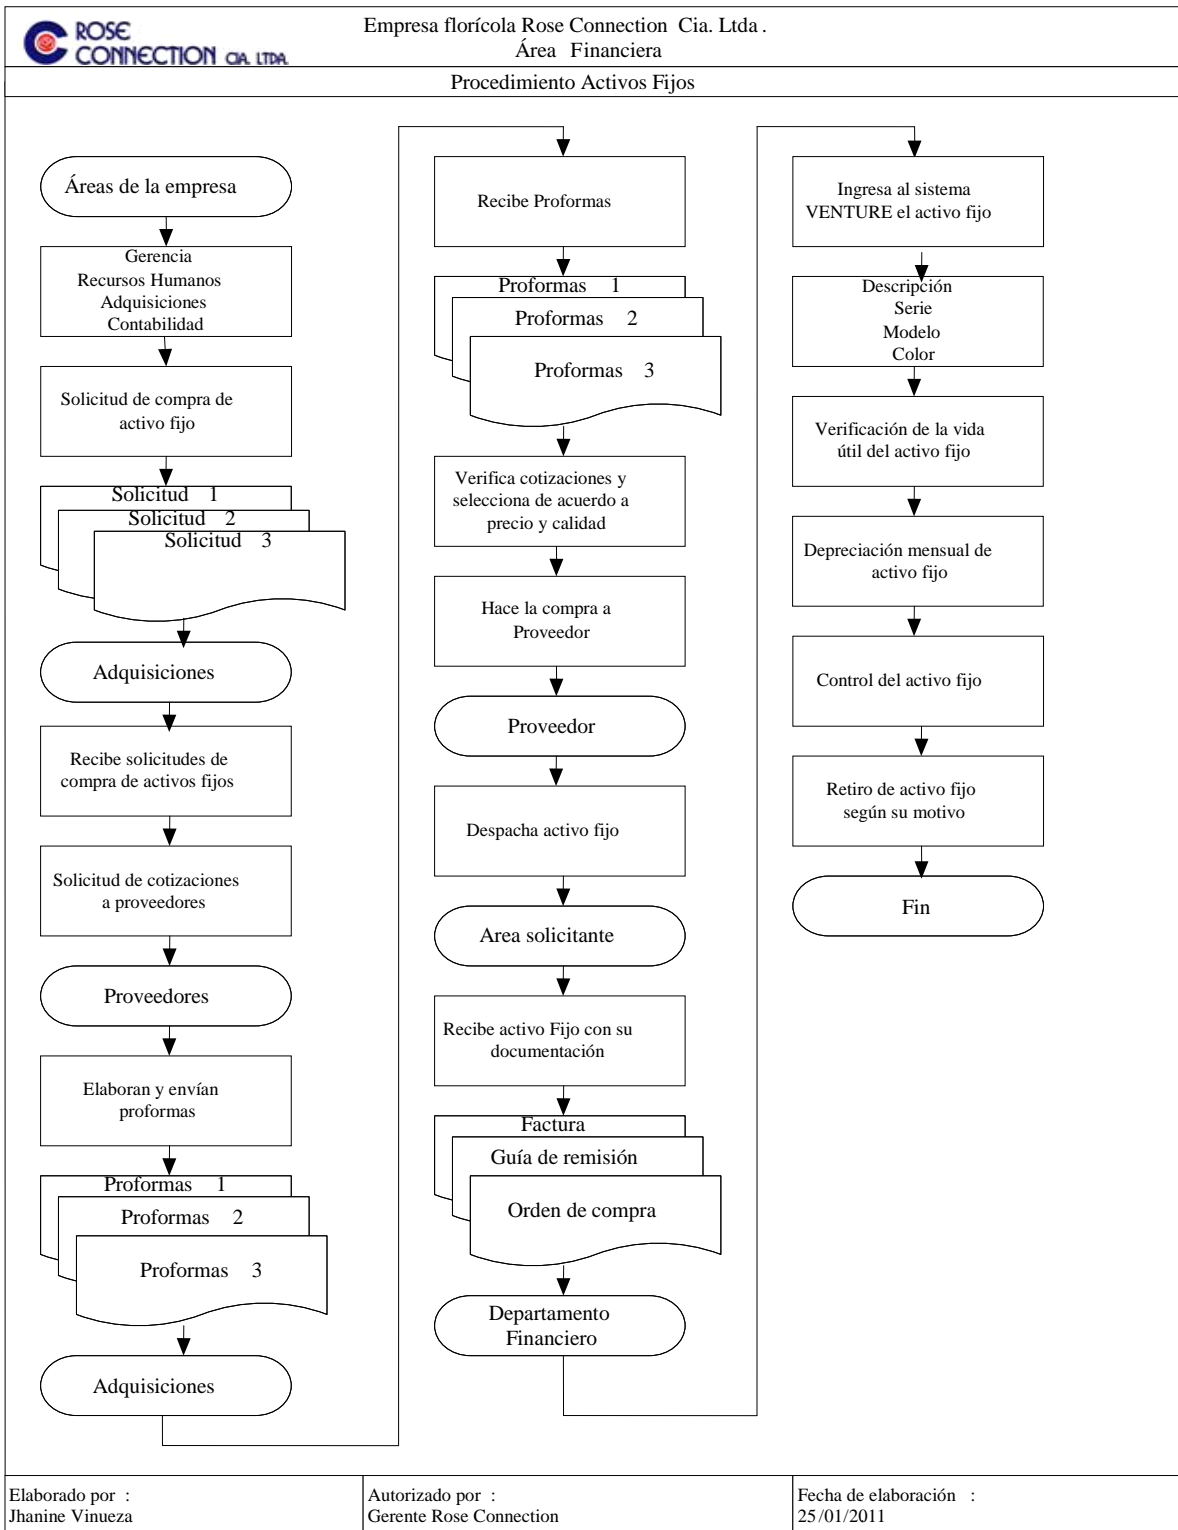 ROSE
CONNECTION CIA. LTDA.
Empresa florícola Rose Connection Cia. Ltda .
Área Financiera
Procedimiento Activos Fijos
Áreas de la empresa
Gerencia
Recursos Humanos
Adquisiciones
Contabilidad
Solicitud de compra de
activo fijo
Solicitud 1
Solicitud 2
Solicitud 3
Adquisiciones
Recibe solicitudes de
compra de activos fijos
Solicitud de cotizaciones
a proveedores
Proveedores
Elaboran y envían
proformas
Proformas 1
Proformas 2
Proformas 3
Adquisiciones
Recibe Proformas
Proformas 1
Proformas 2
Proformas 3
Verifica cotizaciones y
selecciona de acuerdo a
precio y calidad
Hace la compra a
Proveedor
Proveedor
Despacha activo fijo
Area solicitante
Recibe activo Fijo con su
documentación
Factura
Guía de remisión
Orden de compra
Departamento
Financiero
Ingresa al sistema
VENTURE el activo fijo
Descripción
Serie
Modelo
Color
Verificación de la vida
útil del activo fijo
Depreciación mensual de
activo fijo
Control del activo fijo
Retiro de activo fijo
según su motivo
Fin
Elaborado por :
Jhanine Vinueza
Autorizado por :
Gerente Rose Connection
Fecha de elaboración :
25/01/2011